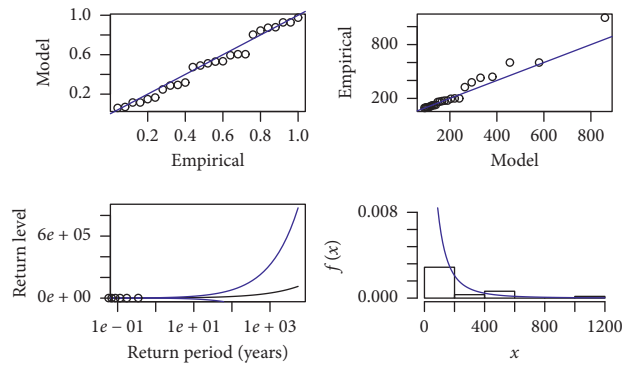 1.0
0.6
0.2
Model
0.2 0.4 0.6 0.8 1.0
Empirical
800
200
Empirical
200 400 600 800
Model
6e + 05
0e + 00
Return level
1e − 01 1e + 01 1e + 03
Return period (years)
0.008
0.000
f (x)
0 400 800 1200
x